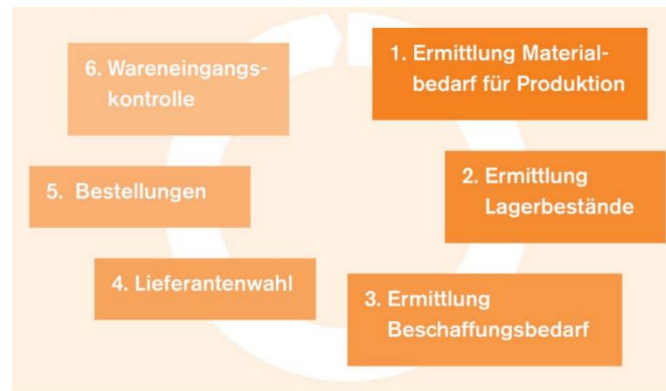 1. Ermittlung Material-
bedarf für Produktion
2. Ermittlung
Lagerbestände
3. Ermittlung
Beschaffungsbedarf
4. Lieferantenwahl
5. Bestellungen
6. Wareneingangs-
kontrolle